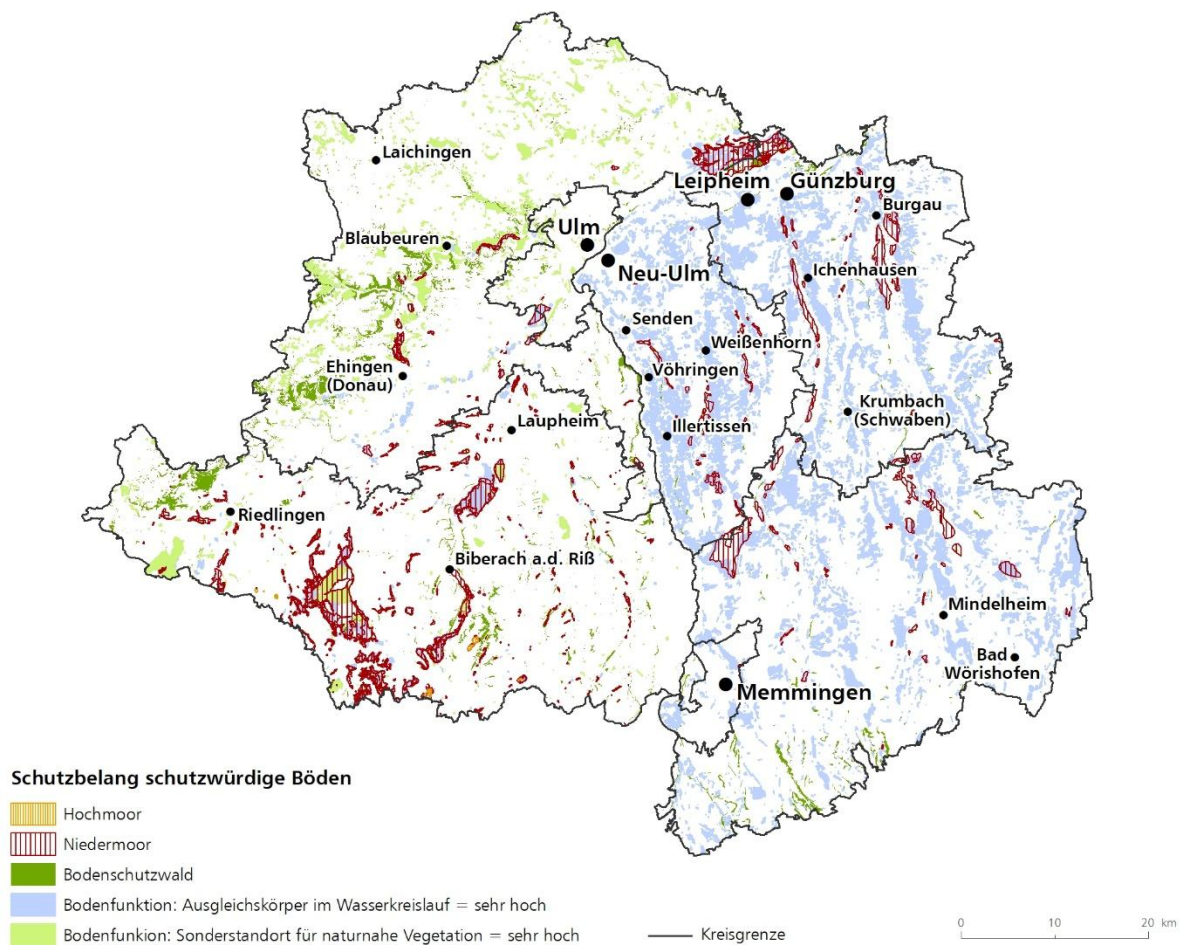 Laichingen
Leipheim
Günzburg
Burgau
Blaubeuren
Ulm
Neu-Ulm
Ichenhausen
Senden
Weißenhorn
Ehingen
(Donau)
Vöhringen
Krumbach
(Schwaben)
Laupheim
Illertissen
Riedlingen
Biberach a.d. Riß
Mindelheim
Bad
Wörishofen
Memmingen
Schutzbelang schutzwürdige Böden
Hochmoor
Niedermoor
Bodenschutzwald
Bodenfunktion: Ausgleichskörper im Wasserkreislauf = sehr hoch
Bodenfunkion: Sonderstandort für naturnahe Vegetation = sehr hoch
Kreisgrenze
0 10 20 km